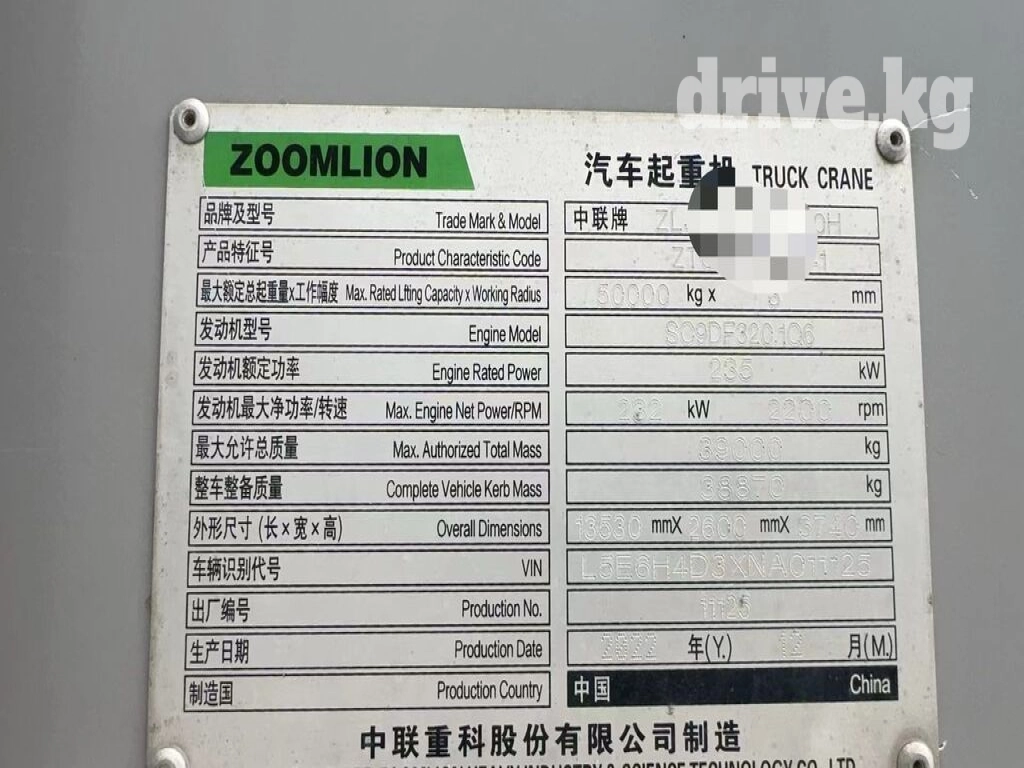 drive.kg
ZOOMLION 汽车起重机 TRUCK CRANE
品牌及型号 Trade Mark & Model 中联牌
产品特征号 Product Characteristic Code
最大额定总起重量x工作幅度 Max. Rated Lfting Capacity x Working Radius 50000 kg x 3 mm
发动机型号 Engine Model SC9DF320.1Q6
发动机额定功率 Engine Rated Power 235 kW
发动机最大净功率/转速 Max. Engine Net Power/RPM 232 kW 2200 rpm
最大允许总质量 Max. Authorized Total Mass 39000 kg
整车整备质量 Complete Vehicle Kerb Mass 38870 kg
外形尺寸 (长×宽×高) Overall Dimensions 13530 mmX 2600 mmX 3740 mm
车辆识别代号 VIN
出厂编号 Production No.
生产日期 Production Date 2022 年(Y.) 12 月(M.)
制造国 Production Country 中国 China
中联重科股份有限公司制造
HEAVY INDUSTRY & SCIENCE TECHNOLOGY CO., LTD.